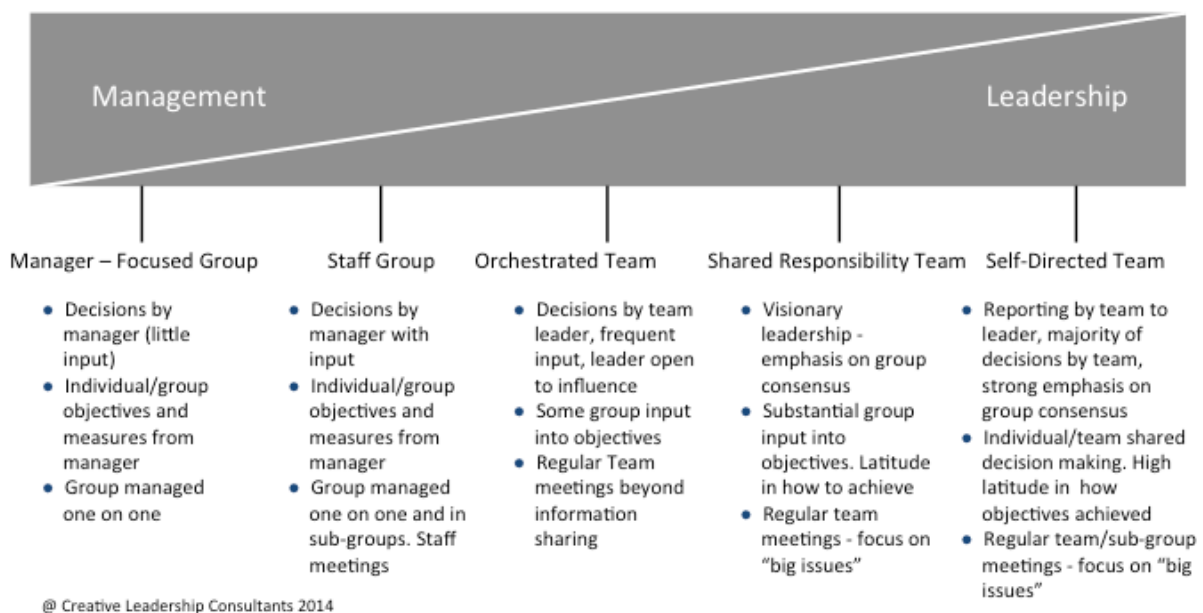 Management
Leadership
Manager – Focused Group
• Decisions by
manager (little
input)
• Individual/group
objectives and
measures from
manager
• Group managed
one on one
Staff Group
• Decisions by
manager with
input
• Individual/group
objectives and
measures from
manager
• Group managed
one on one and in
sub-groups. Staff
meetings
Orchestrated Team
• Decisions by team
leader, frequent
input, leader open
to influence
• Some group input
into objectives
• Regular Team
meetings beyond
information
sharing
Shared Responsibility Team
• Visionary
leadership -
emphasis on group
consensus
• Substantial group
input into
objectives. Latitude
in how to achieve
• Regular team
meetings - focus on
“big issues”
Self-Directed Team
• Reporting by team to
leader, majority of
decisions by team,
strong emphasis on
group consensus
• Individual/team shared
decision making. High
latitude in how
objectives achieved
• Regular team/sub-group
meetings - focus on “big
issues”
@ Creative Leadership Consultants 2014